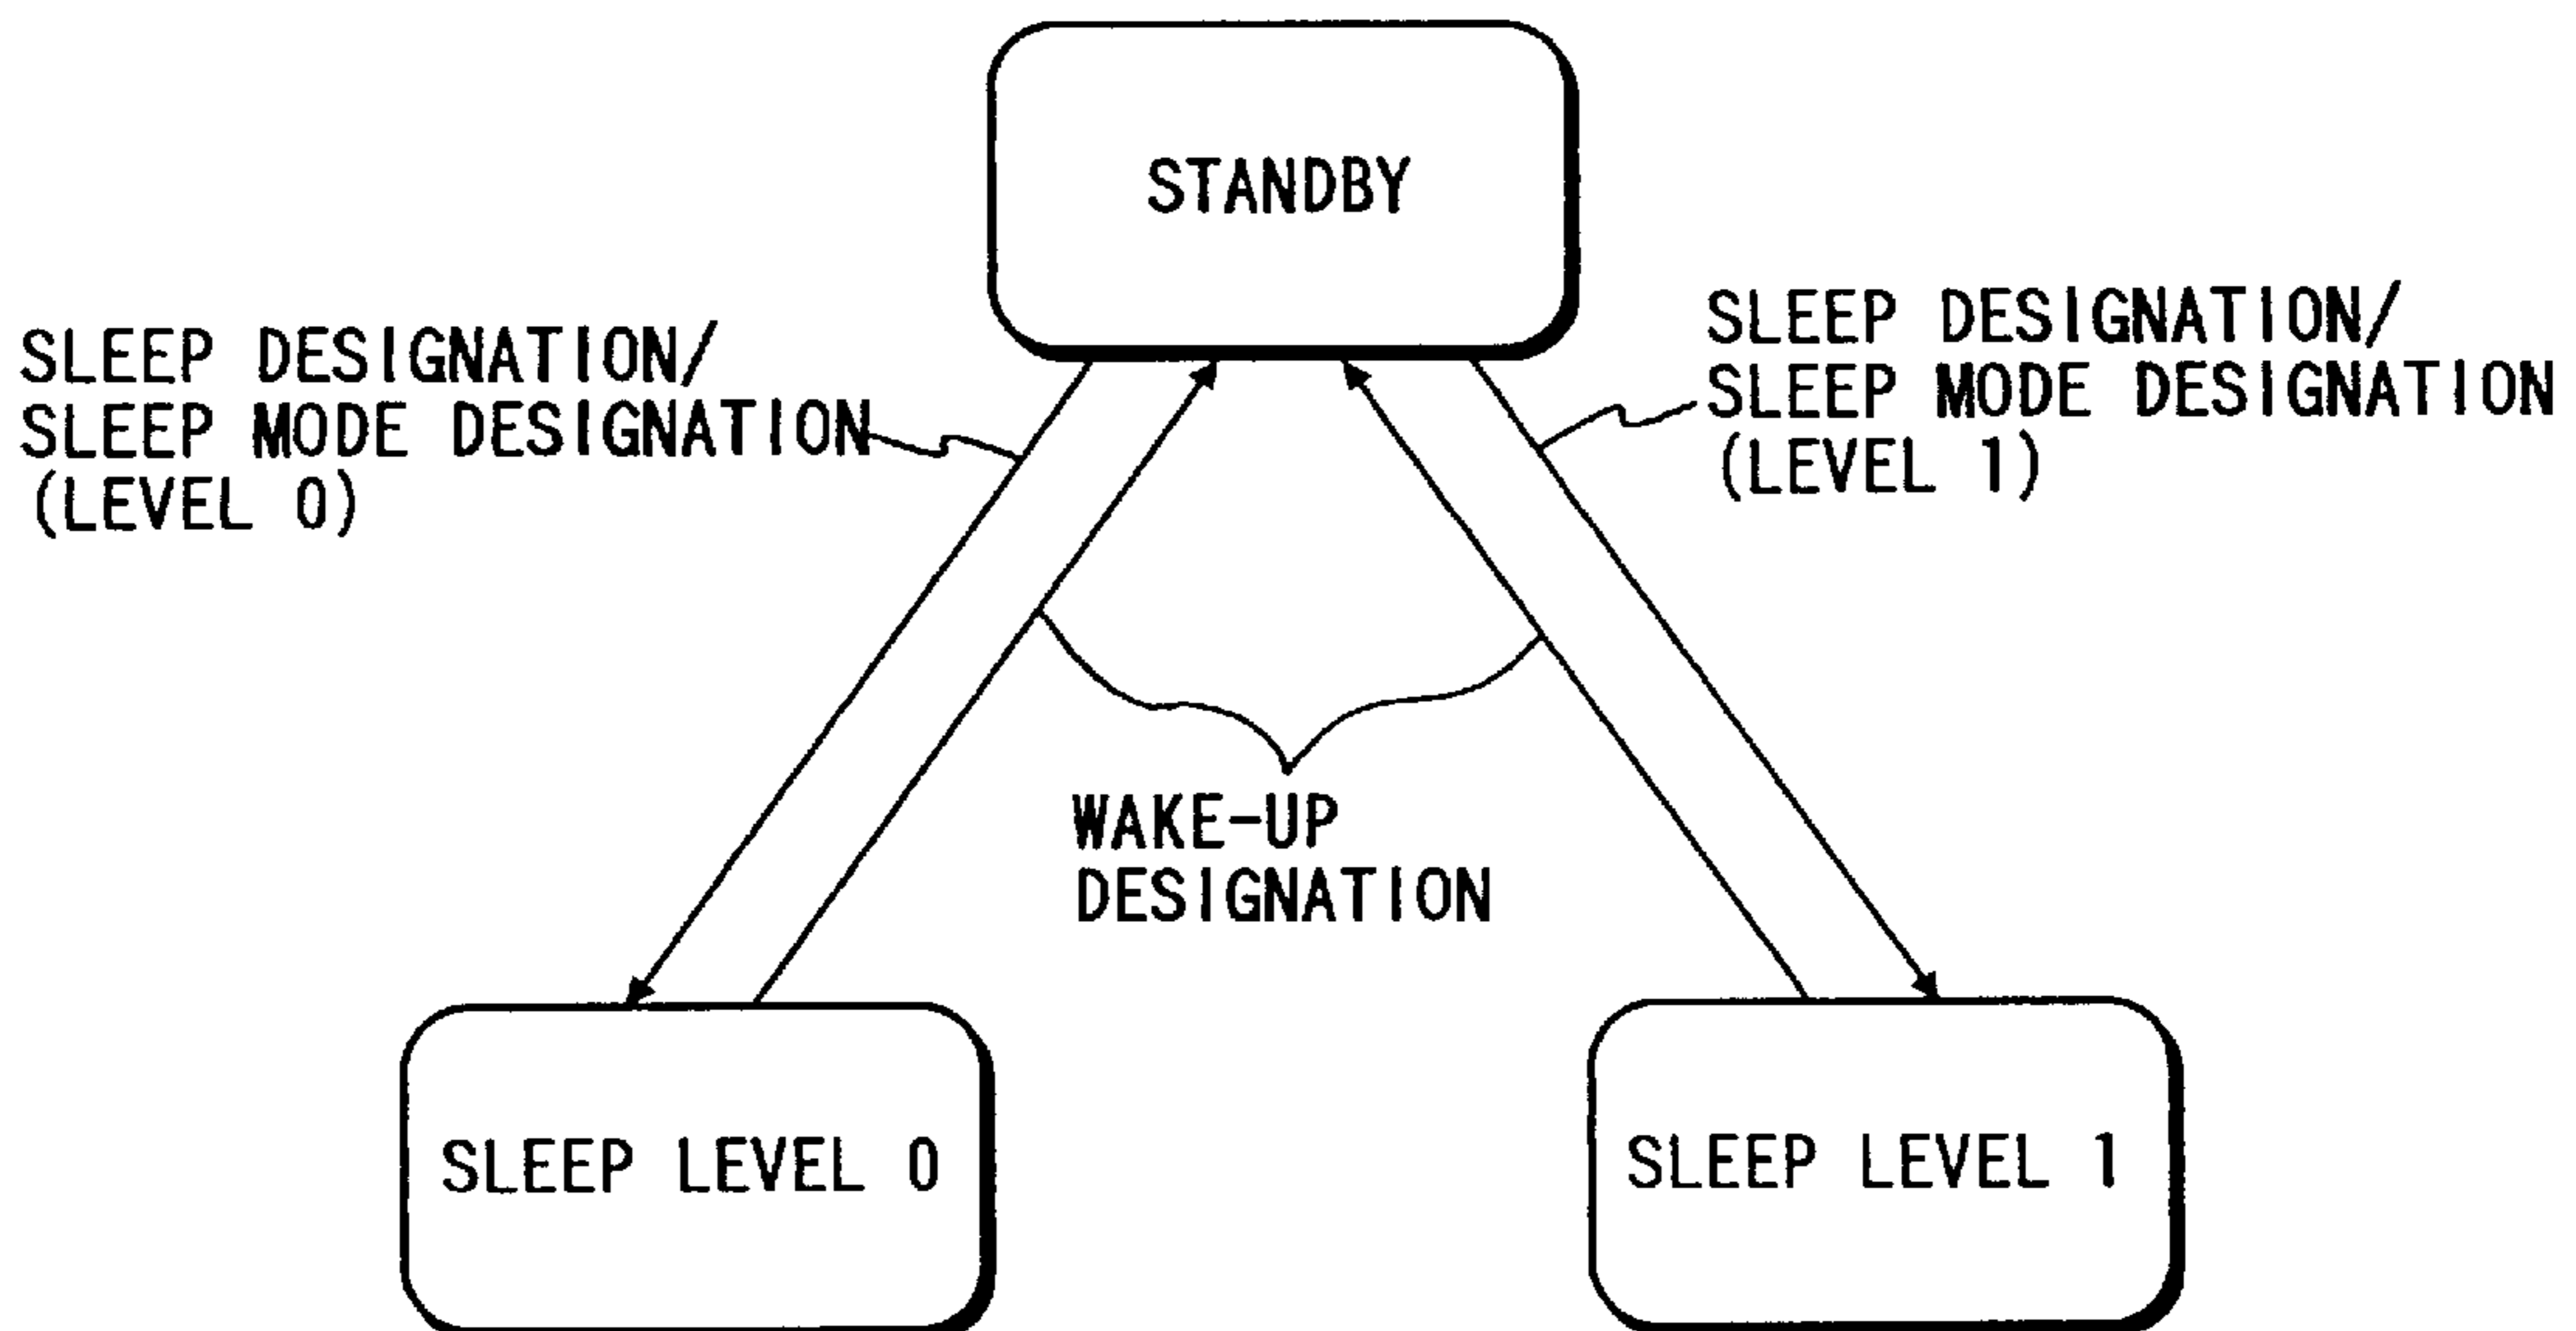 STANDBY
SLEEP DESIGNATION/
SLEEP MODE DESIGNATION
(LEVEL 0)
SLEEP DESIGNATION/
SLEEP MODE DESIGNATION
(LEVEL 1)
WAKE-UP
DESIGNATION
SLEEP LEVEL 0
SLEEP LEVEL 1